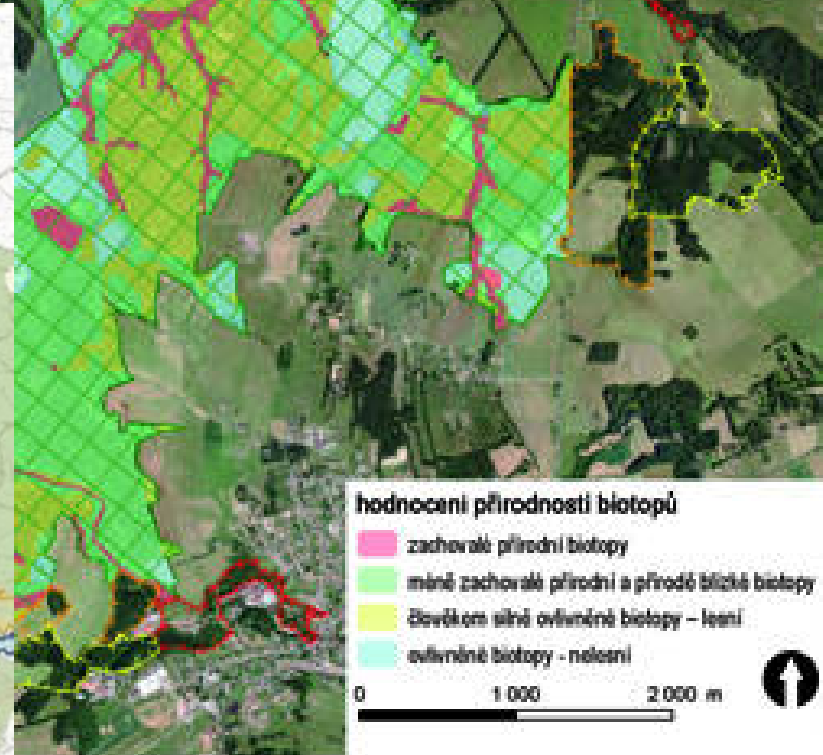 hodnocení přírodnosti biotopů
zachovalé přírodní biotopy
méně zachovalé přírodní a přírodě blízké biotopy
člověkom silně ovlivněné biotopy – lesní
ovlivněné biotopy - nelesní
0 1 000 2 000 m